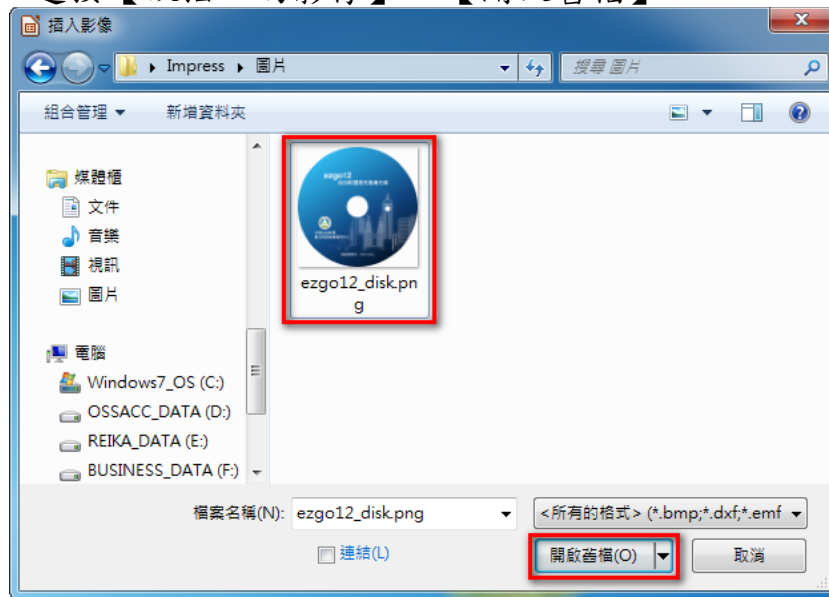 插入影像
Impress
圖片
搜尋 圖片
組合管理
新增資料夾
媒體櫃
文件
音樂
視訊
圖片
電腦
Windows7_OS (C:)
OSSACC_DATA (D:)
REIKA_DATA (E:)
BUSINESS_DATA (F:)
ezgo12
ezgo12_disk.pn
g
檔案名稱(N):
ezgo12_disk.png
<所有的格式> (*.bmp;*.dxf;*.emf
連結(L)
開啟舊檔(O)
取消